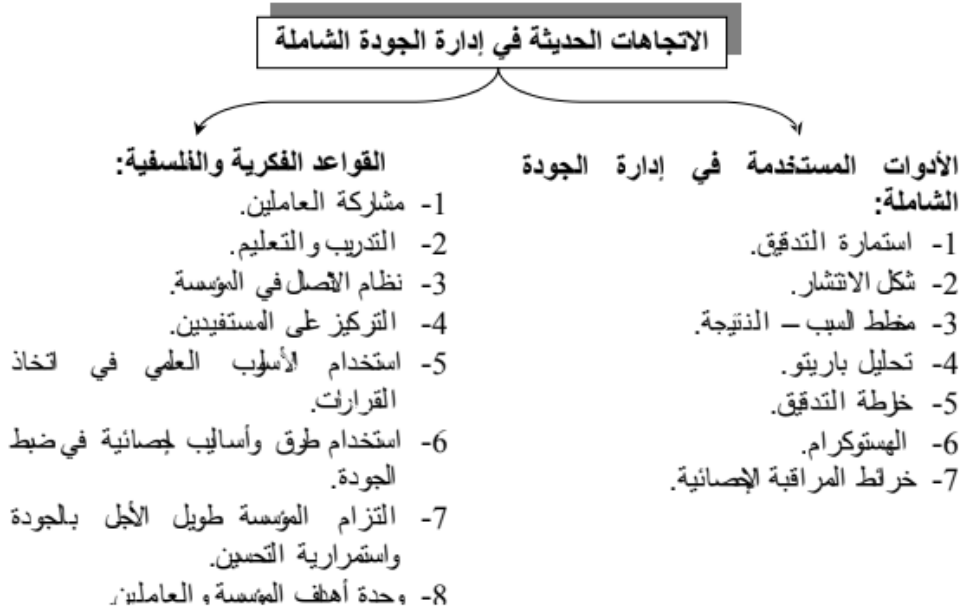 الاتجاهات الحديثة في إدارة الجودة الشاملة
الأدوات المستخدمة في إدارة الجودة
الشاملة:
1- استمارة التدقيق.
2- شكل الانتشار.
3- مخطط السبب – النتيجة.
4- تحليل باريتو.
5- خارطة التدقيق.
6- الهستوكرام.
7- خرائط المراقبة الإحصائية.
القواعد الفكرية والفلسفية:
1- مشاركة العاملين.
2- التدريب والتعليم.
3- نظام الاتصال في المؤسسة.
4- التركيز على المستفيدين.
5- استخدام الأسلوب العلمي في اتخاذ
القرارات.
6- استخدام طرق وأساليب إحصائية في ضبط
الجودة.
7- التزام المؤسسة طويل الأجل بالجودة
واستمرارية التحسين.
8- وحدة أهداف المؤسسة والعاملين.